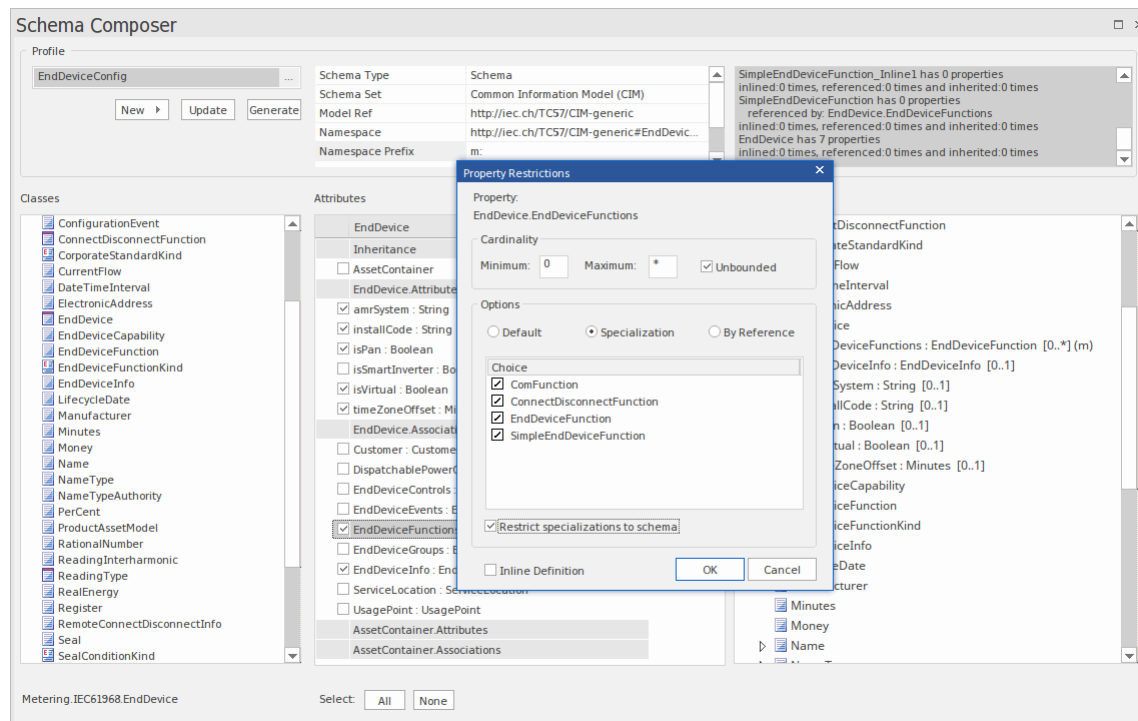 Schema Composer
Profile
EndDeviceConfig
...
New
Update
Generate
Schema Type Schema
Schema Set Common Information Model (CIM)
Model Ref http://iec.ch/TC57/CIM-generic
Namespace http://iec.ch/TC57/CIM-generic#EndDevic...
Namespace Prefix m:
SimpleEndDeviceFunction_Inline1 has 0 properties
inlined:0 times, referenced:0 times and inherited:0 times
SimpleEndDeviceFunction has 0 properties
referenced by: EndDevice.EndDeviceFunctions
inlined:0 times, referenced:0 times and inherited:0 times
EndDevice has 7 properties
inlined:0 times, referenced:0 times and inherited:0 times
Classes
ConfigurationEvent
ConnectDisconnectFunction
CorporateStandardKind
CurrentFlow
DateTimeInterval
ElectronicAddress
EndDevice
EndDeviceCapability
EndDeviceFunction
EndDeviceFunctionKind
EndDeviceInfo
LifecycleDate
Manufacturer
Minutes
Money
Name
NameType
NameTypeAuthority
PerCent
ProductAssetModel
RationalNumber
ReadingInterharmonic
ReadingType
RealEnergy
Register
RemoteConnectDisconnectInfo
Seal
SealConditionKind
Attributes
EndDevice
Inheritance
AssetContainer
EndDevice.Attribute
amrSystem : String
installCode : String
isPan : Boolean
isSmartInverter : Bo
isVirtual : Boolean
timeZoneOffset : Mi
EndDevice.Associati
Customer : Custome
DispatchablePowerC
EndDeviceControls :
EndDeviceEvents : E
EndDeviceFunctions
EndDeviceGroups : E
EndDeviceInfo : End
ServiceLocation : ServiceLocation
UsagePoint : UsagePoint
AssetContainer.Attributes
AssetContainer.Associations
Property Restrictions
Property:
EndDevice.EndDeviceFunctions
Cardinality
Minimum: 0 Maximum: * Unbounded
Options
Default Specialization By Reference
Choice
ComFunction
ConnectDisconnectFunction
EndDeviceFunction
SimpleEndDeviceFunction
Restrict specializations to schema
Inline Definition
OK
Cancel
tDisconnectFunction
ateStandardKind
Flow
neInterval
nicAddress
ice
DeviceFunctions : EndDeviceFunction [0..*] (m)
DeviceInfo : EndDeviceInfo [0..1]
System : String [0..1]
allCode : String [0..1]
n : Boolean [0..1]
tual : Boolean [0..1]
ZoneOffset : Minutes [0..1]
iceCapability
iceFunction
iceFunctionKind
iceInfo
eDate
cturer
Minutes
Money
Name
Metering.IEC61968.EndDevice
Select: All None